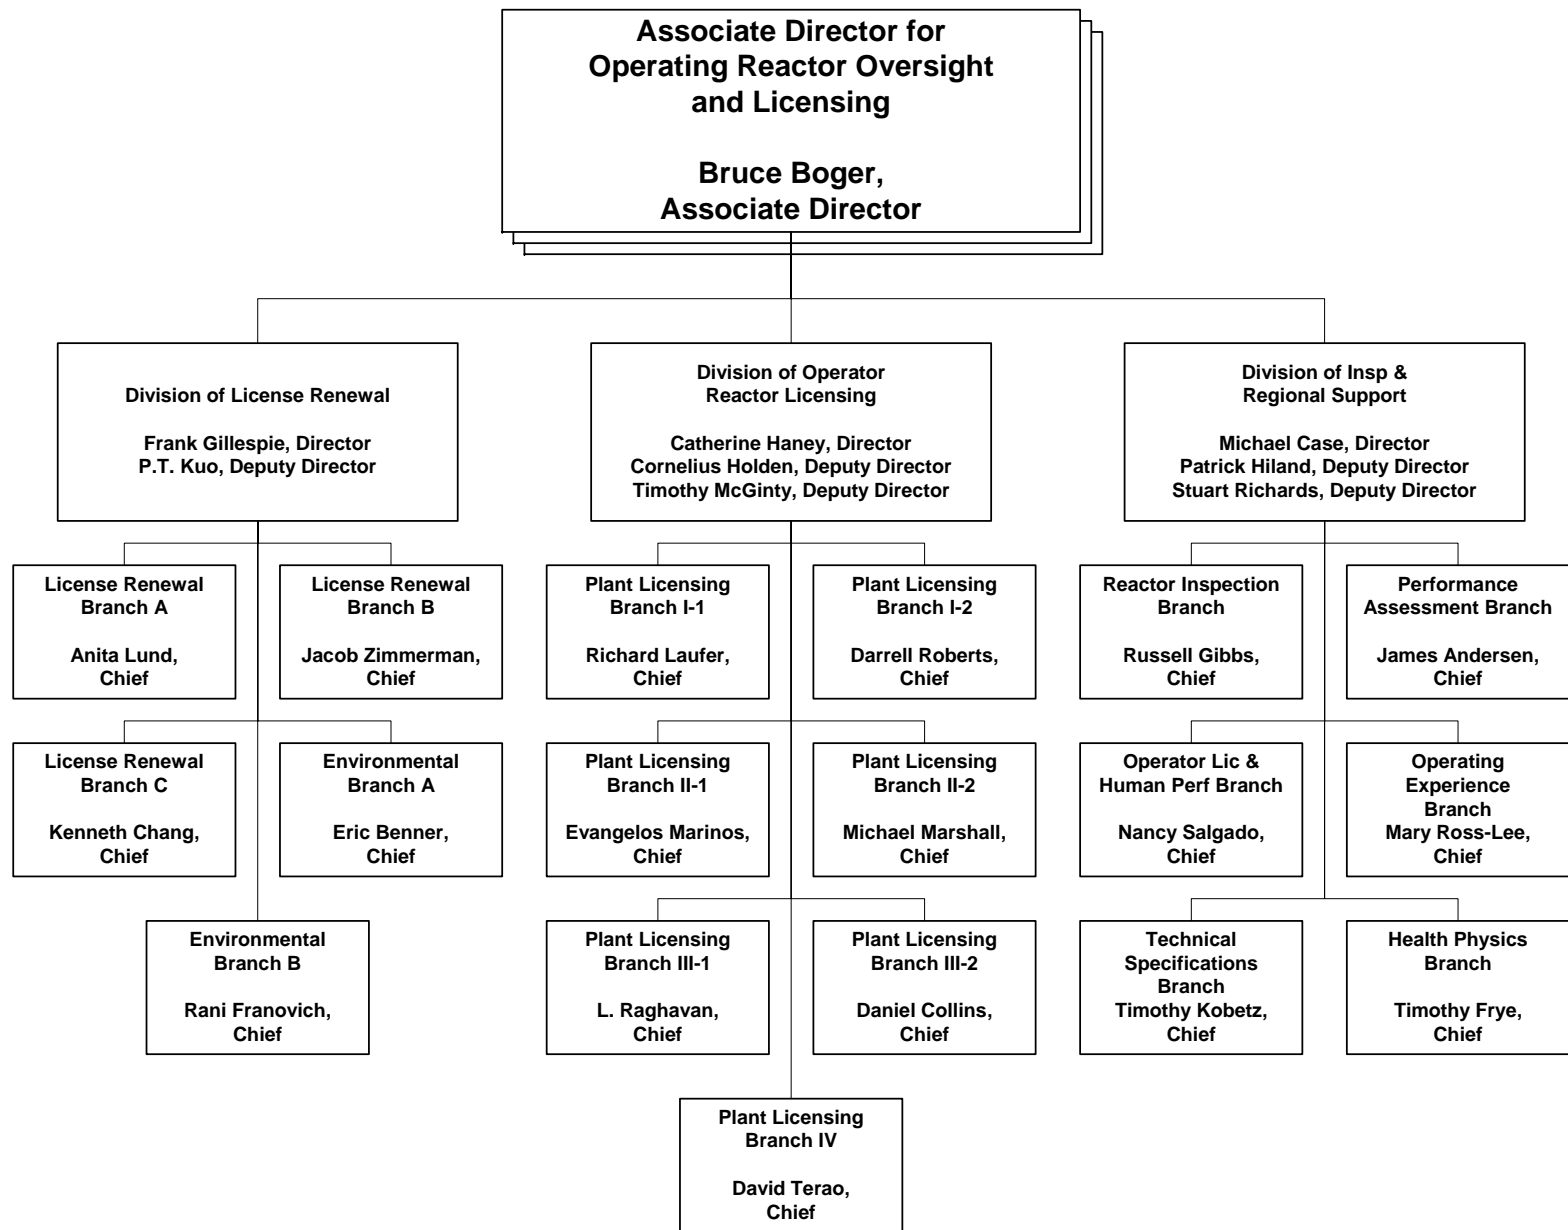 Associate Director for
Operating Reactor Oversight
and Licensing
Bruce Boger,
Associate Director
Division of License Renewal
Frank Gillespie, Director
P.T. Kuo, Deputy Director
Division of Operator
Reactor Licensing
Catherine Haney, Director
Cornelius Holden, Deputy Director
Timothy McGinty, Deputy Director
Division of Insp &
Regional Support
Michael Case, Director
Patrick Hiland, Deputy Director
Stuart Richards, Deputy Director
License Renewal
Branch A
Anita Lund,
Chief
License Renewal
Branch B
Jacob Zimmerman,
Chief
Plant Licensing
Branch I-1
Richard Laufer,
Chief
Plant Licensing
Branch I-2
Darrell Roberts,
Chief
Reactor Inspection
Branch
Russell Gibbs,
Chief
Performance
Assessment Branch
James Andersen,
Chief
License Renewal
Branch C
Kenneth Chang,
Chief
Environmental
Branch A
Eric Benner,
Chief
Plant Licensing
Branch II-1
Evangelos Marinos,
Chief
Plant Licensing
Branch II-2
Michael Marshall,
Chief
Operator Lic &
Human Perf Branch
Nancy Salgado,
Chief
Operating
Experience
Branch
Mary Ross-Lee,
Chief
Environmental
Branch B
Rani Franovich,
Chief
Plant Licensing
Branch III-1
L. Raghavan,
Chief
Plant Licensing
Branch III-2
Daniel Collins,
Chief
Technical
Specifications
Branch
Timothy Kobetz,
Chief
Health Physics
Branch
Timothy Frye,
Chief
Plant Licensing
Branch IV
David Terao,
Chief